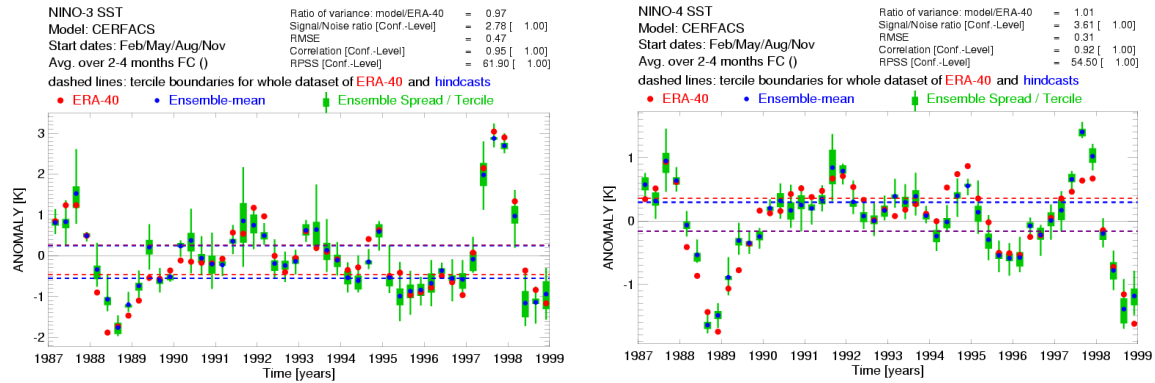 NINO-3 SST
Model: CERFACS
Start dates: Feb/May/Aug/Nov
Avg. over 2-4 months FC ()
Ratio of variance: model/ERA-40 = 0.97
Signal/Noise ratio [Conf.-Level] = 2.78 [ 1.00]
RMSE = 0.47
Correlation [Conf.-Level] = 0.95 [ 1.00]
RPSS [Conf.-Level] = 61.90 [ 1.00]
dashed lines: tercile boundaries for whole dataset of ERA-40 and hindcasts
ERA-40 Ensemble-mean Ensemble Spread / Tercile
ANOMALY [K]
3
2
1
0
-1
-2
1987 1988 1989 1990 1991 1992 1993 1994 1995 1996 1997 1998 1999
Time [years]
NINO-4 SST
Model: CERFACS
Start dates: Feb/May/Aug/Nov
Avg. over 2-4 months FC ()
Ratio of variance: model/ERA-40 = 1.01
Signal/Noise ratio [Conf.-Level] = 3.61 [ 1.00]
RMSE = 0.31
Correlation [Conf.-Level] = 0.92 [ 1.00]
RPSS [Conf.-Level] = 54.50 [ 1.00]
dashed lines: tercile boundaries for whole dataset of ERA-40 and hindcasts
ERA-40 Ensemble-mean Ensemble Spread / Tercile
ANOMALY [K]
1
0
-1
1987 1988 1989 1990 1991 1992 1993 1994 1995 1996 1997 1998 1999
Time [years]